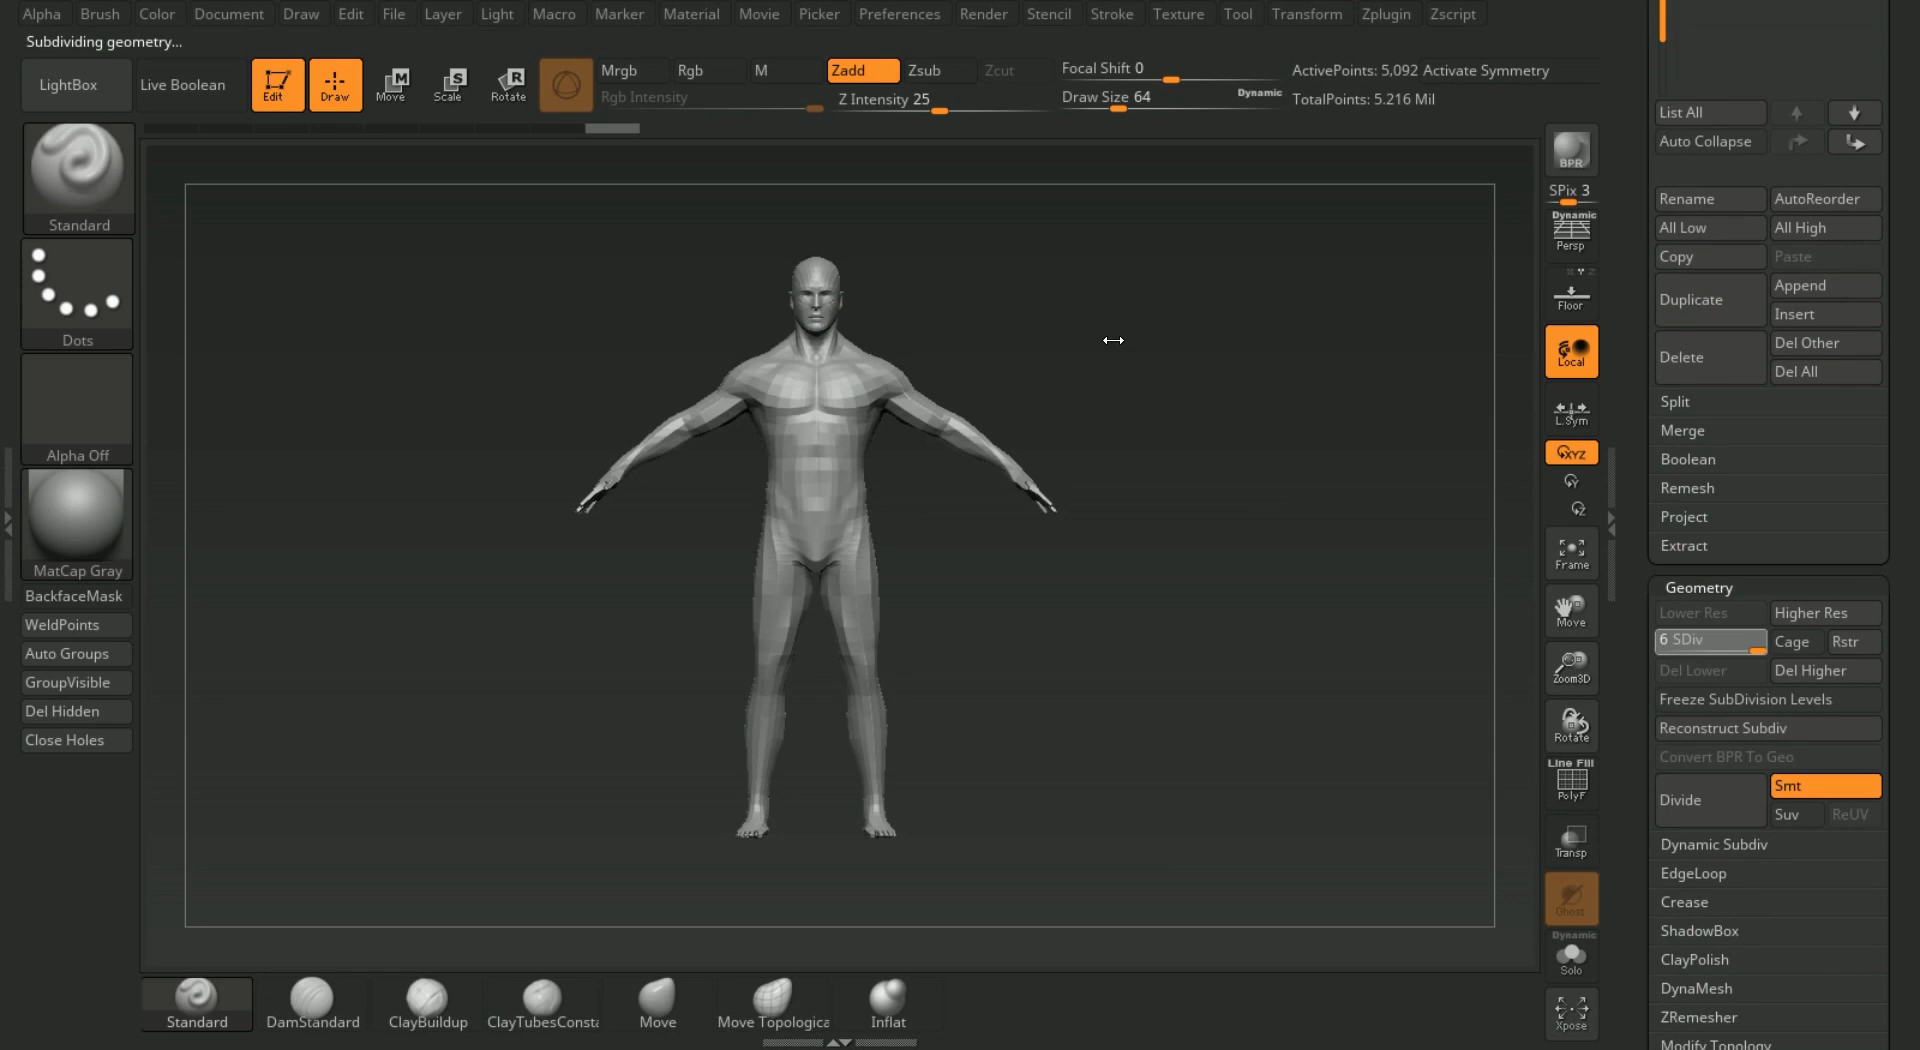 Alpha Brush Color Document Draw Edit File Layer Light Macro Marker Material Movie Picker Preferences Render Stencil Stroke Texture Tool Transform Zplugin Zscript
Subdividing geometry...
LightBox
Live Boolean
Edit
Draw
Move
M
Scale
S
Rotate
R
Mrgb Rgb M
Rgb Intensity
Zadd Zsub Zcut
Z Intensity 25
Focal Shift 0
Draw Size 64
Dynamic
ActivePoints: 5,092 Activate Symmetry
TotalPoints: 5.216 Mil
Standard
Dots
Alpha Off
MatCap Gray
BackfaceMask
WeldPoints
Auto Groups
GroupVisible
Del Hidden
Close Holes
BPR
SPix 3
Dynamic
Persp
Floor
Local
L.Sym
XYZ
Y
Z
Frame
Move
Zoom3D
Rotate
Line Fill
PolyF
Transp
Ghost
Dynamic
Solo
Xpose
List All
Auto Collapse
Rename AutoReorder
All Low All High
Copy Paste
Duplicate
Append
Insert
Delete
Del Other
Del All
Split
Merge
Boolean
Remesh
Project
Extract
Geometry
Lower Res Higher Res
6 SDiv Cage Rstr
Del Lower Del Higher
Freeze SubDivision Levels
Reconstruct Subdiv
Convert BPR To Geo
Divide
Smt
Suv ReUV
Dynamic Subdiv
EdgeLoop
Crease
ShadowBox
ClayPolish
DynaMesh
ZRemesher
Modify Topology
Standard DamStandard ClayBuildup ClayTubesConsta Move Move Topologica Inflat